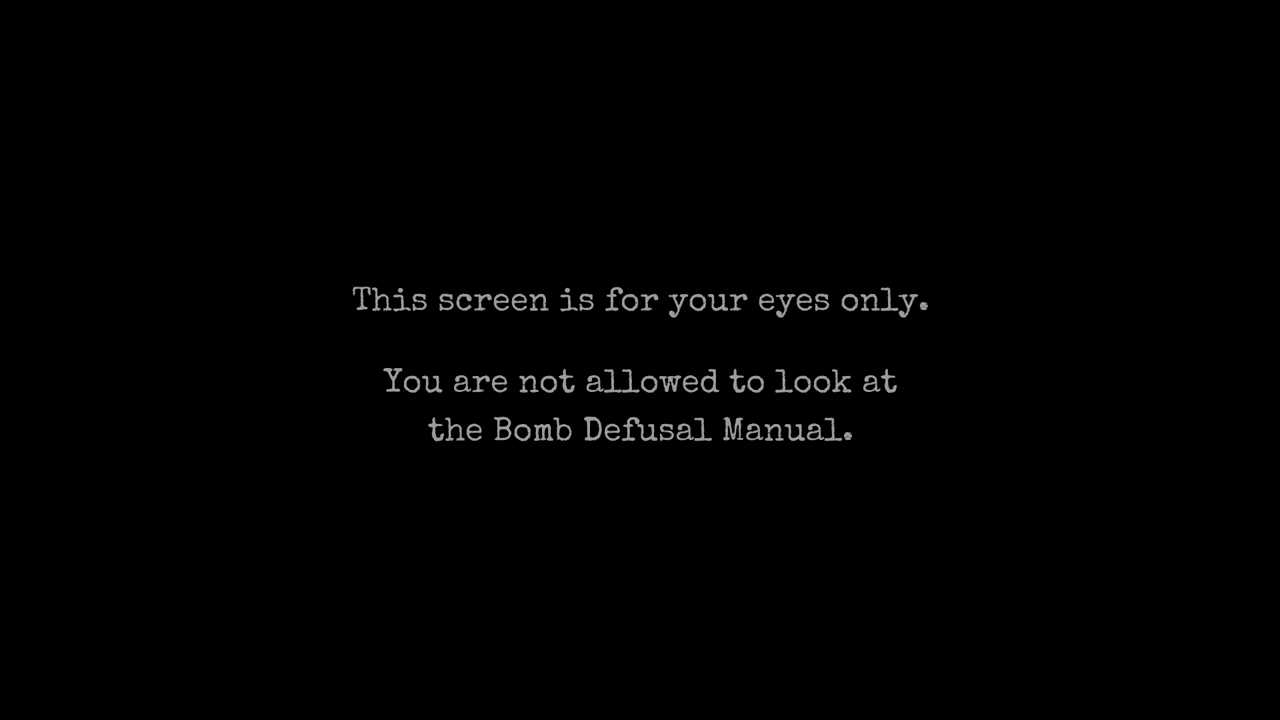 This screen is for your eyes only.
You are not allowed to look at
the Bomb Defusal Manual.